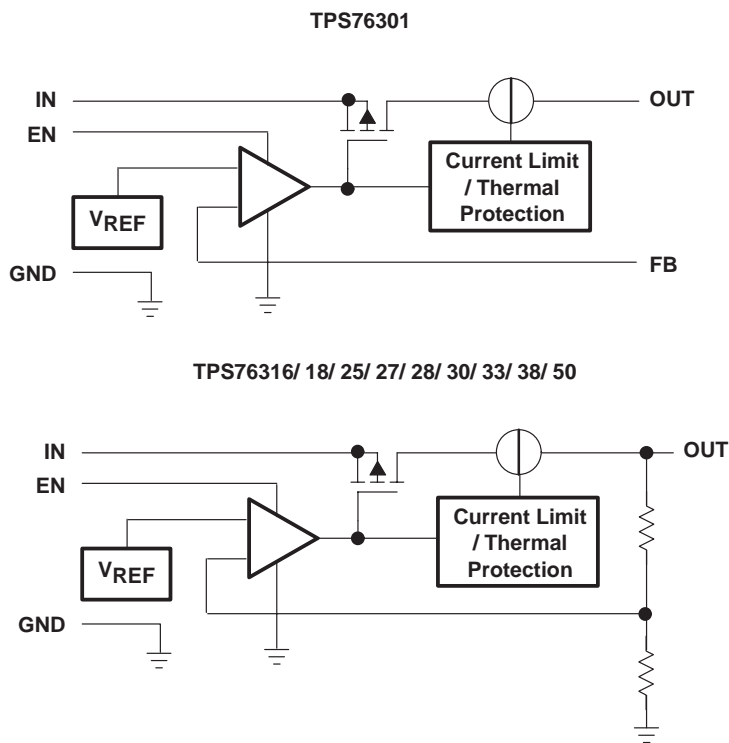 TPS76301
IN
OUT
EN
Current Limit
/ Thermal
Protection
VREF
FB
GND
TPS76316/ 18/ 25/ 27/ 28/ 30/ 33/ 38/ 50
IN
OUT
EN
Current Limit
/ Thermal
Protection
VREF
GND